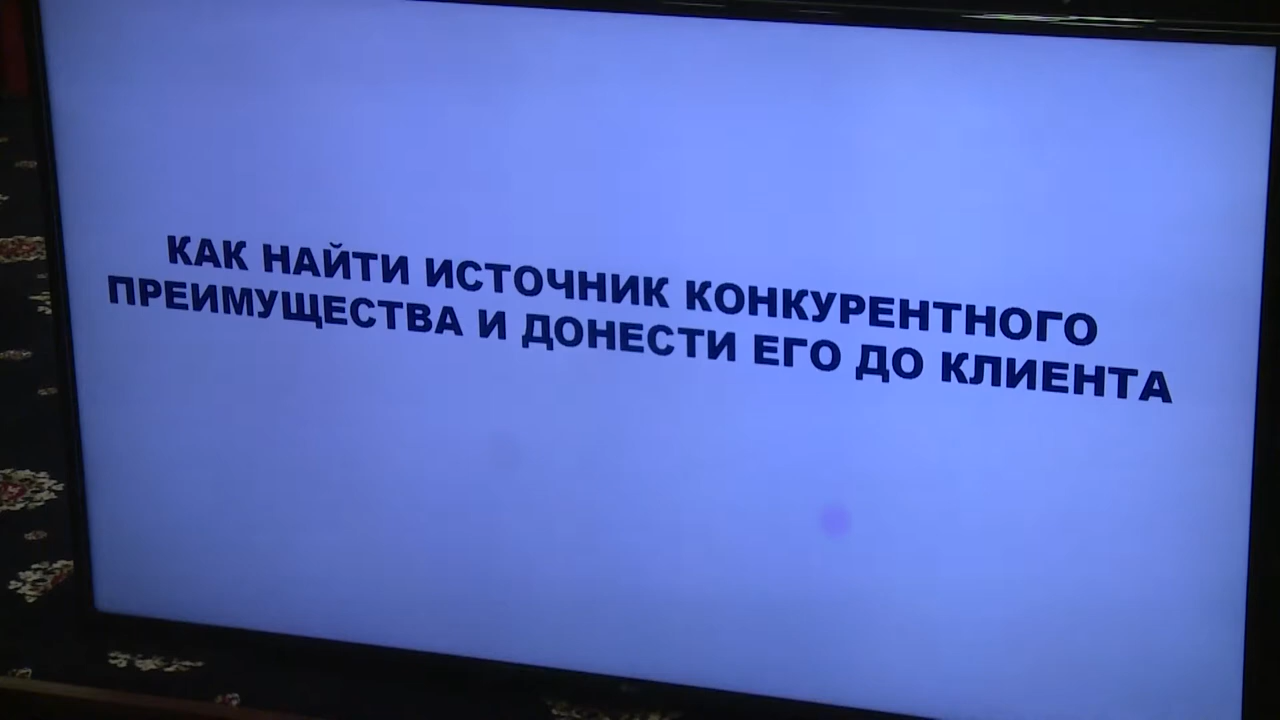 КАК НАЙТИ ИСТОЧНИК КОНКУРЕНТНОГО
ПРЕИМУЩЕСТВА И ДОНЕСТИ ЕГО ДО КЛИЕНТА